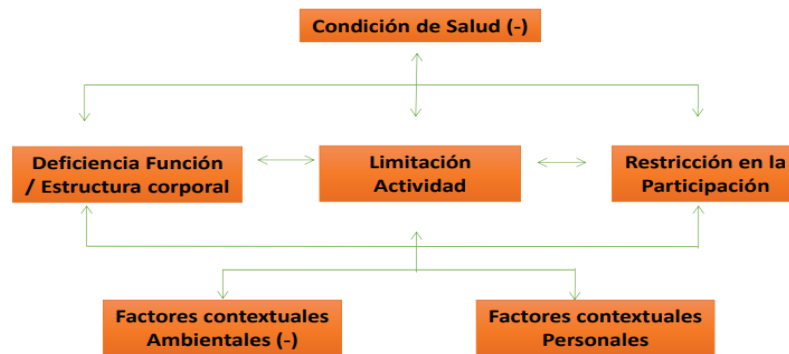 Condición de Salud (-)
Deficiencia Función
/ Estructura corporal
Limitación
Actividad
Restricción en la
Participación
Factores contextuales
Ambientales (-)
Factores contextuales
Personales